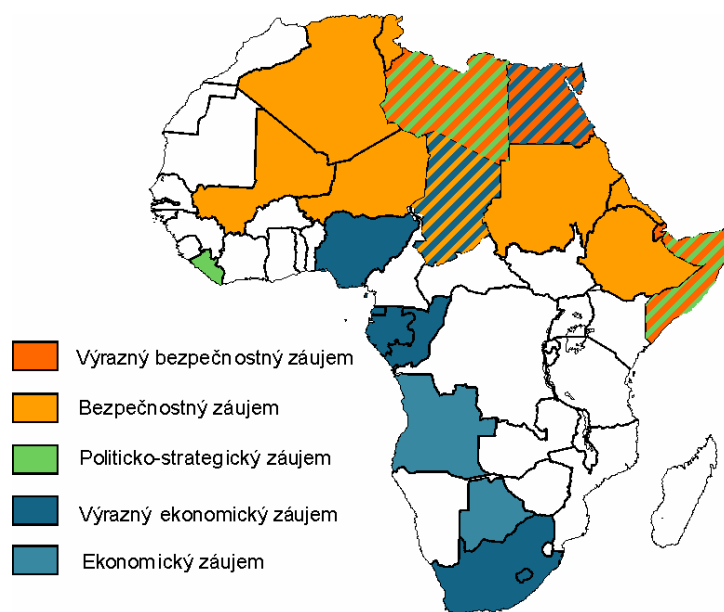 Výrazný bezpečnostný záujem
Bezpečnostný záujem
Politicko-strategický záujem
Výrazný ekonomický záujem
Ekonomický záujem